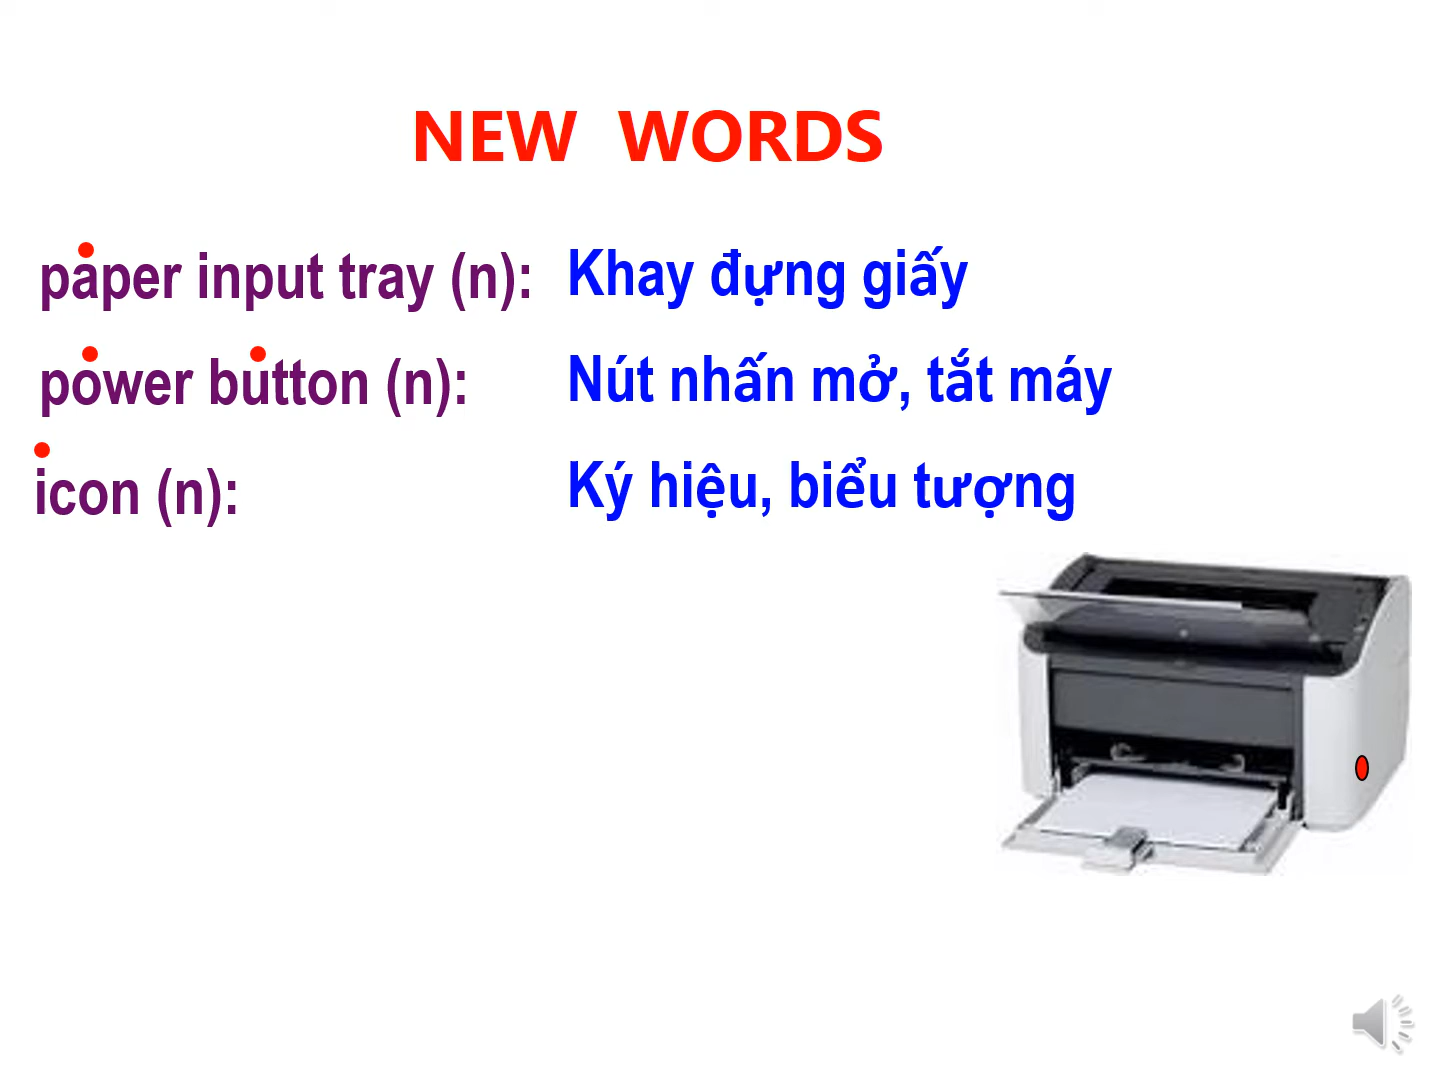 NEW WORDS
paper input tray (n): Khay đựng giấy
power button (n): Nút nhấn mở, tắt máy
icon (n): Ký hiệu, biểu tượng